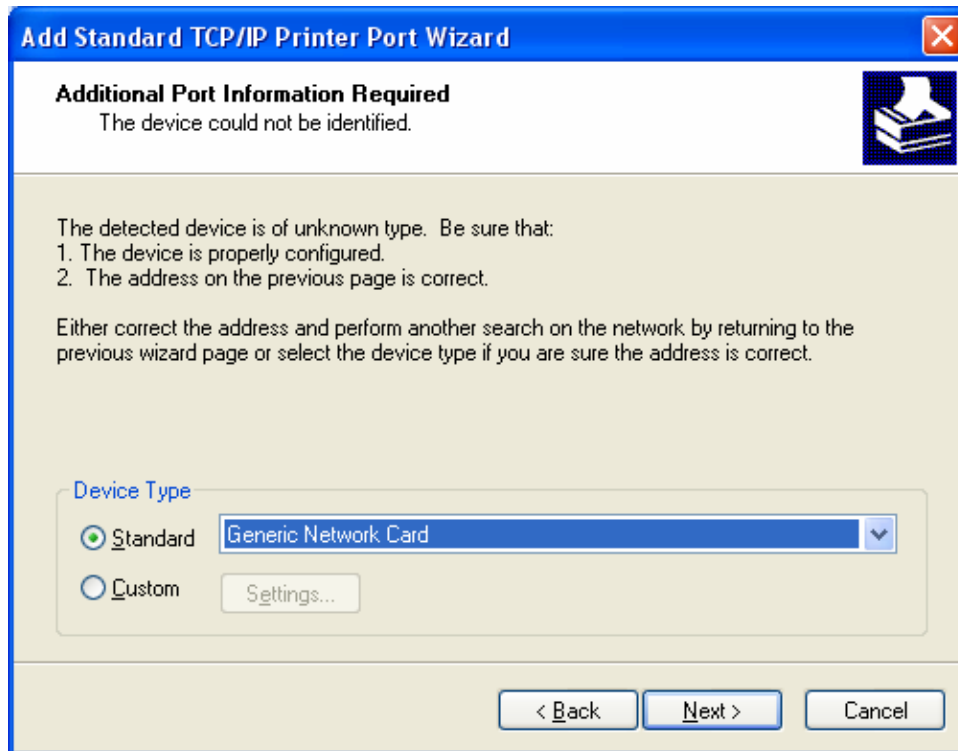 Add Standard TCP/IP Printer Port Wizard
Additional Port Information Required
The device could not be identified.
The detected device is of unknown type.  Be sure that:
1. The device is properly configured.
2.  The address on the previous page is correct.
Either correct the address and perform another search on the network by returning to the
previous wizard page or select the device type if you are sure the address is correct.
Device Type
Standard
Generic Network Card
Custom
Settings...
< Back
Next >
Cancel